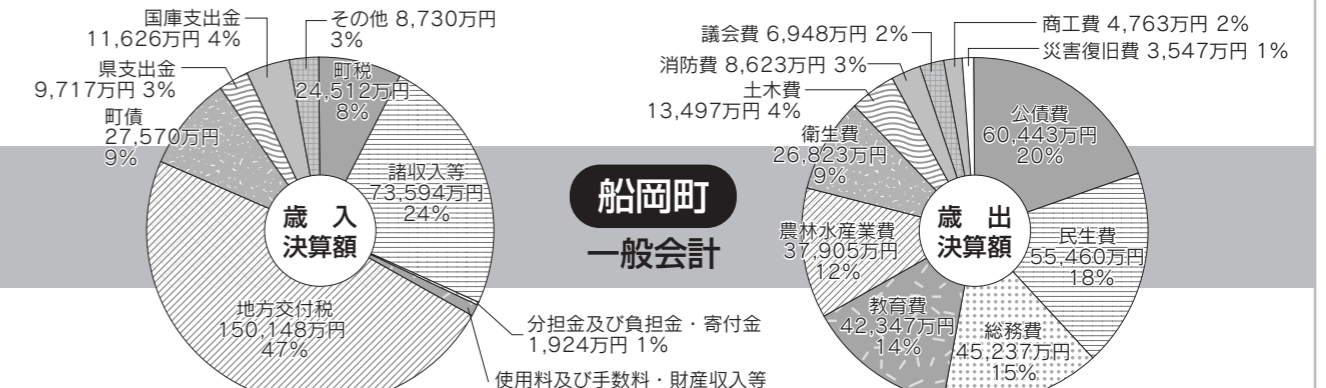 国庫支出金
11,626万円 4%
その他 8,730万円
3%
県支出金
9,717万円 3%
町債
27,570万円
9%
町税
24,512万円
8%
諸収入等
73,594万円
24%
歳 入
決算額
地方交付税
150,148万円
47%
分担金及び負担金・寄付金
1,924万円 1%
使用料及び手数料・財産収入等
船岡町
一般会計
議会費 6,948万円 2%
商工費 4,763万円 2%
災害復旧費 3,547万円 1%
消防費 8,623万円 3%
土木費
13,497万円 4%
衛生費
26,823万円
9%
公債費
60,443万円
20%
農林水産業費
37,905万円
12%
歳 出
決算額
民生費
55,460万円
18%
教育費
42,347万円
14%
総務費
45,237万円
15%